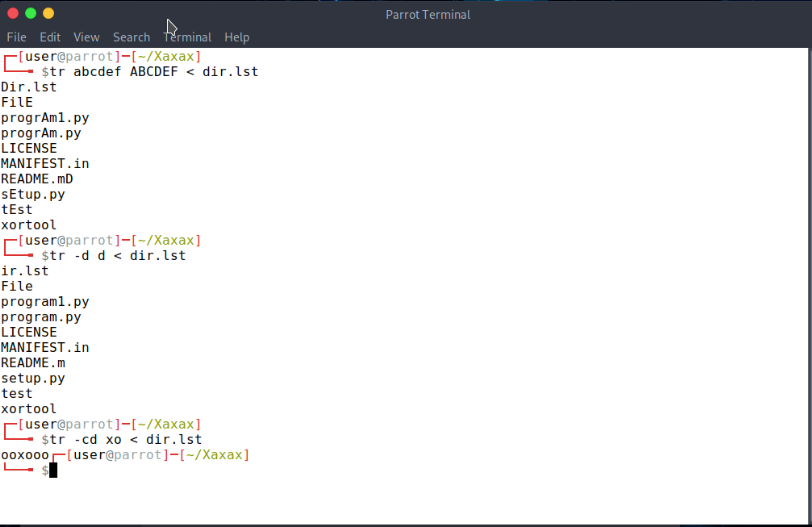 Parrot Terminal
File Edit View Search Terminal Help
┌─[user@parrot]─[~/Xaxax]
└──╼ $tr abcdef ABCDEF < dir.lst
Dir.lst
FilE
progrAm1.py
progrAm.py
LICENSE
MANIFEST.in
README.mD
sEtup.py
tEst
xortool
┌─[user@parrot]─[~/Xaxax]
└──╼ $tr -d d < dir.lst
ir.lst
File
program1.py
program.py
LICENSE
MANIFEST.in
README.m
setup.py
test
xortool
┌─[user@parrot]─[~/Xaxax]
└──╼ $tr -cd xo < dir.lst
ooxooo┌─[user@parrot]─[~/Xaxax]
└──╼ $